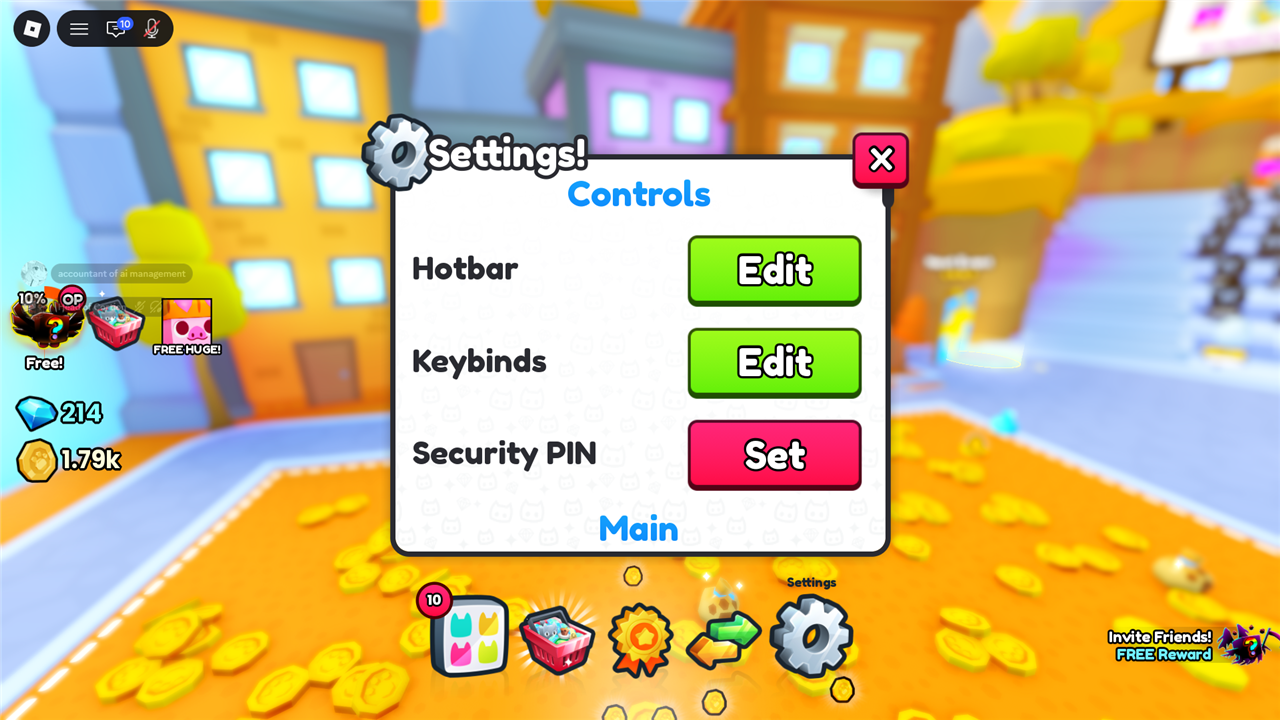 10
Settings!
X
Controls
Hotbar
Edit
Keybinds
Edit
Security PIN
Set
Main
accountant of ai management
10%
OP
?
Free!
FREE HUGE!
214
1.79k
10
Settings
Invite Friends!
FREE Reward
?